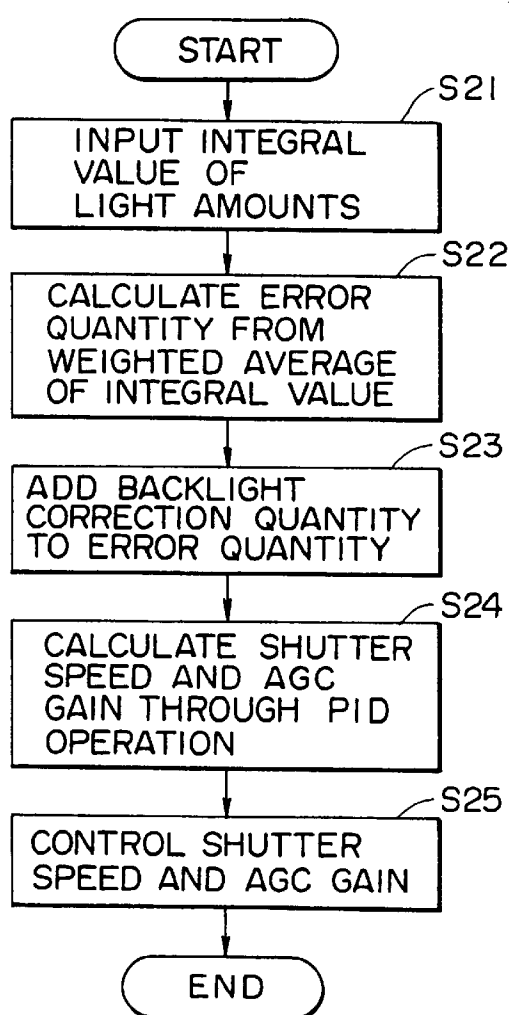 START
S21
INPUT INTEGRAL
VALUE OF
LIGHT AMOUNTS
S22
CALCULATE ERROR
QUANTITY FROM
WEIGHTED AVERAGE
OF INTEGRAL VALUE
S23
ADD BACKLIGHT
CORRECTION QUANTITY
TO ERROR QUANTITY
S24
CALCULATE SHUTTER
SPEED AND AGC
GAIN THROUGH PID
OPERATION
S25
CONTROL SHUTTER
SPEED AND AGC GAIN
END